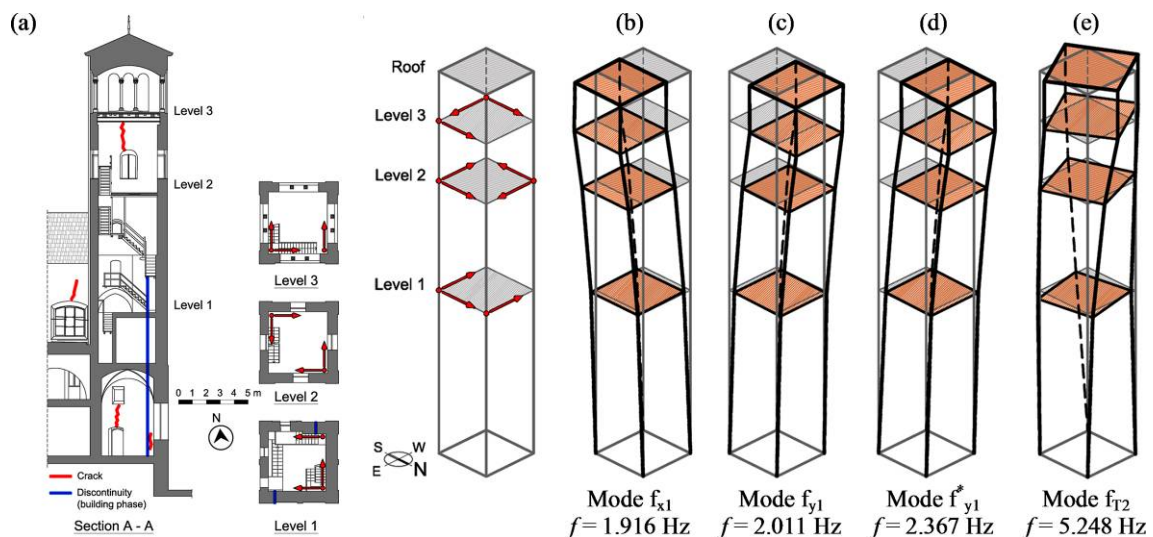 (a)
Level 3
Level 2
Level 1
0 1 2 3 4 5 m
N
Crack
Discontinuity
(building phase)
Section A - A
Level 3
Level 2
Level 1
Roof
Level 3
Level 2
Level 1
S W
E N
(b)
Mode fx1
f = 1.916 Hz
(c)
Mode fy1
f = 2.011 Hz
(d)
Mode f*y1
f = 2.367 Hz
(e)
Mode fT2
f = 5.248 Hz